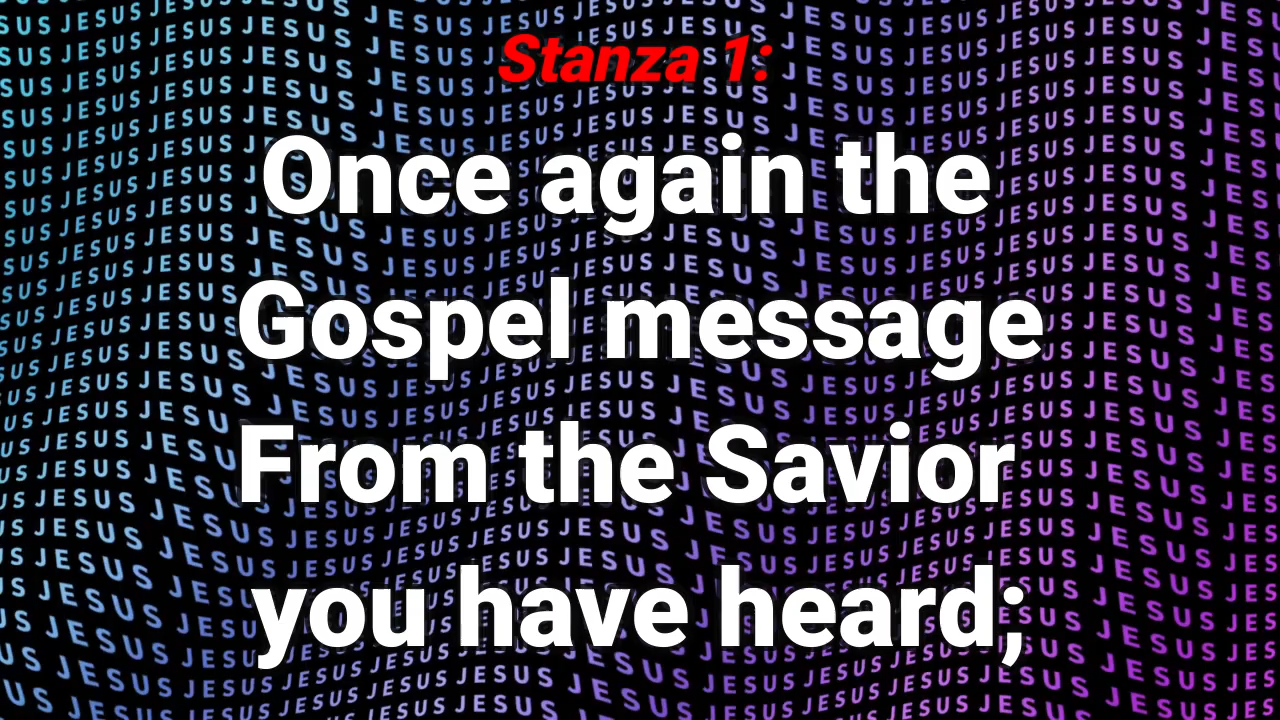 Stanza 1:
Once again the
Gospel message
From the Savior
you have heard;